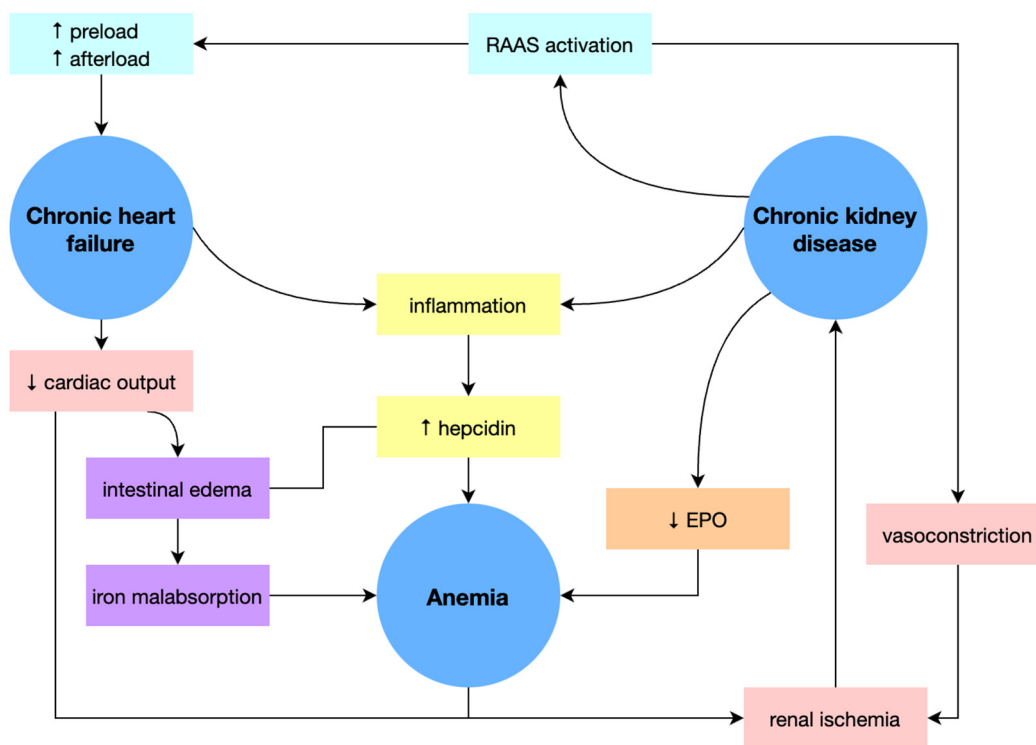 ↑ preload
↑ afterload
RAAS activation
Chronic heart
failure
Chronic kidney
disease
inflammation
↓ cardiac output
↑ hepcidin
intestinal edema
↓ EPO
vasoconstriction
iron malabsorption
Anemia
renal ischemia